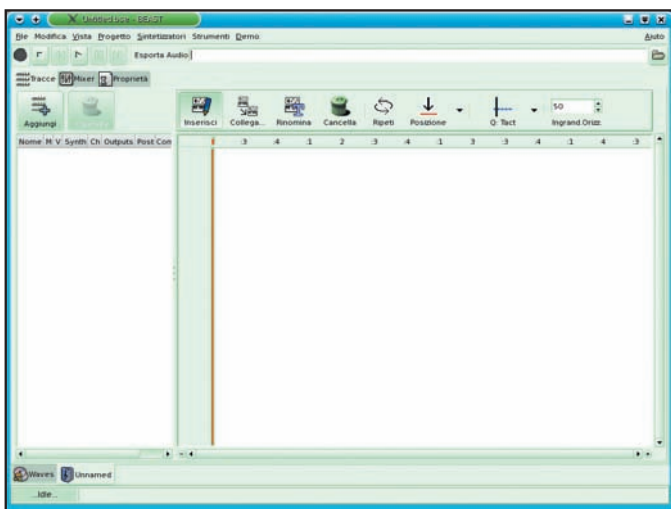 Untitled.bse - BEAST
File Modifica Vista Progetto Sintetizzatori Strumenti Demo Aiuto
Esporta Audio
Tracce Mixer Proprietà
Aggiungi Inserisci Collega... Rinomina Cancella Ripeti Posizione Q: Tact 50 Ingrand.Orizz.
Nome M V Synth Ch Outputs Post Com :3 :4 :1 2 :3 :4 :1 3 :3 :4 :1 4 :3
Waves Unnamed
...Idle...